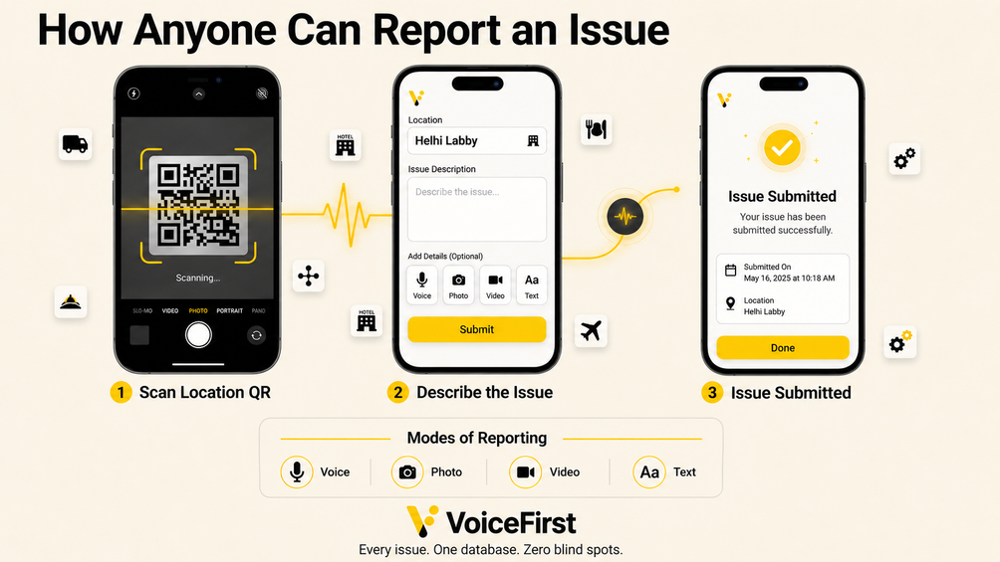 How Anyone Can Report an Issue
Scanning...
SLO-MO VIDEO PHOTO PORTRAIT PANO
1 Scan Location QR
HOTEL
HOTEL
Location
Helhi Labby
Issue Description
Describe the issue...
Add Details (Optional)
Voice Photo Video Aa Text
Submit
2 Describe the Issue
Issue Submitted
Your issue has been
submitted successfully.
Submitted On
May 16, 2025 at 10:18 AM
Location
Helhi Labby
Done
3 Issue Submitted
Modes of Reporting
Voice Photo Video Aa Text
VoiceFirst
Every issue. One database. Zero blind spots.